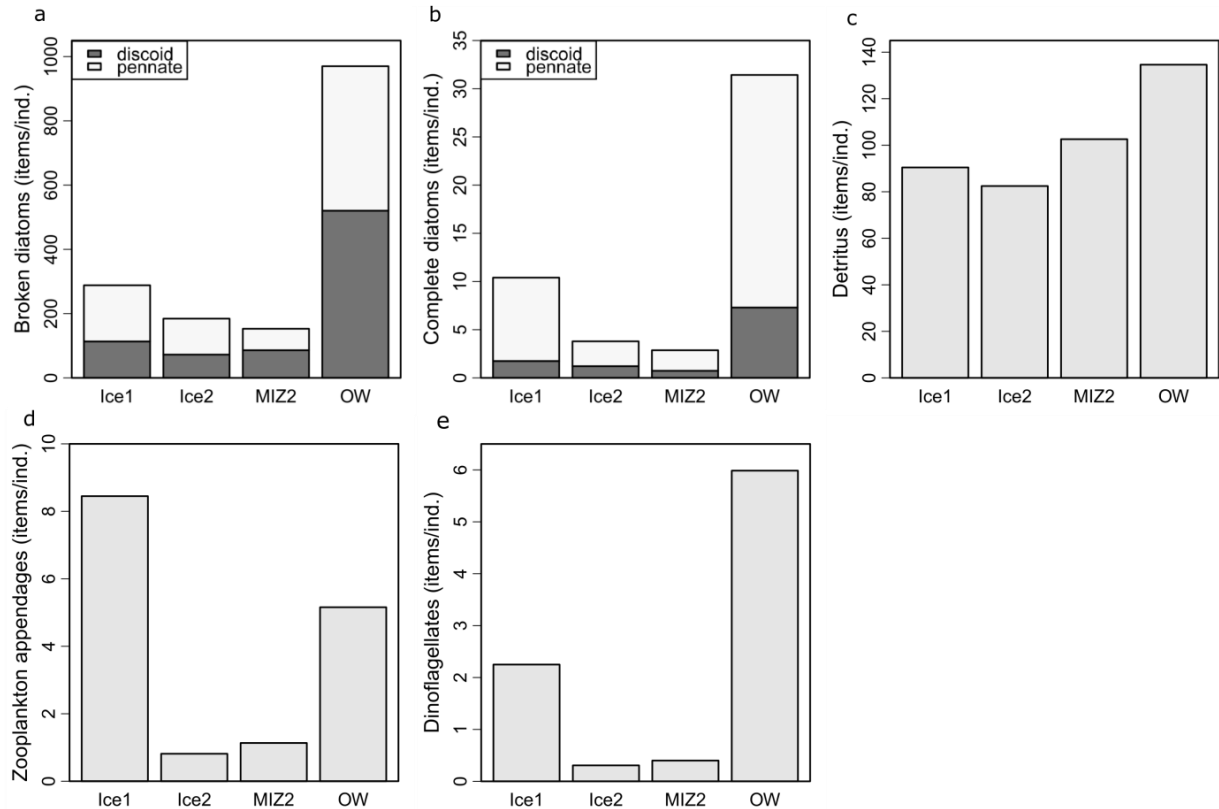 a
discoid
pennate
Broken diatoms (items/ind.)
0
200
400
600
800
1000
Ice1 Ice2 MIZ2 OW
b
discoid
pennate
Complete diatoms (items/ind.)
0
5
10
15
20
25
30
35
Ice1 Ice2 MIZ2 OW
c
Detritus (items/ind.)
0
20
40
60
80
100
120
140
Ice1 Ice2 MIZ2 OW
d
Zooplankton appendages (items/ind.)
0
2
4
6
8
10
Ice1 Ice2 MIZ2 OW
e
Dinoflagellates (items/ind.)
0
1
2
3
4
5
6
Ice1 Ice2 MIZ2 OW